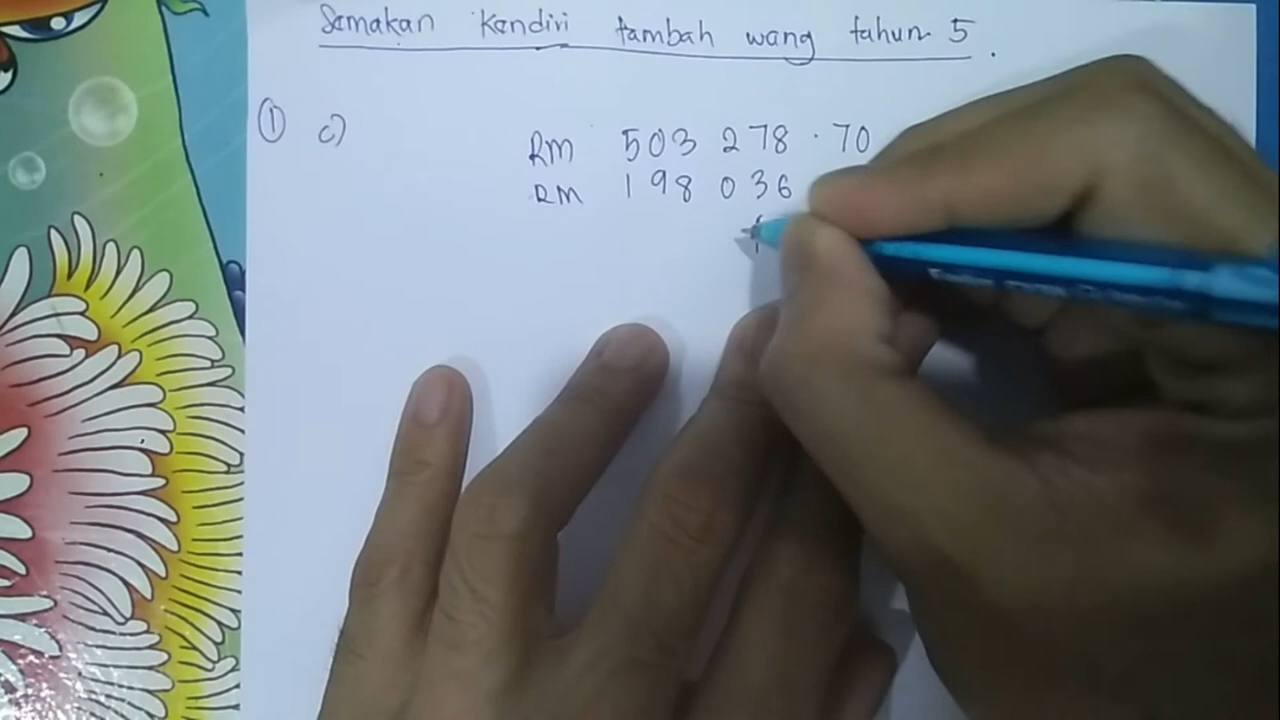 Semakan Kendiri tambah wang tahun 5.
① c) RM 503 278.70
RM 198 036